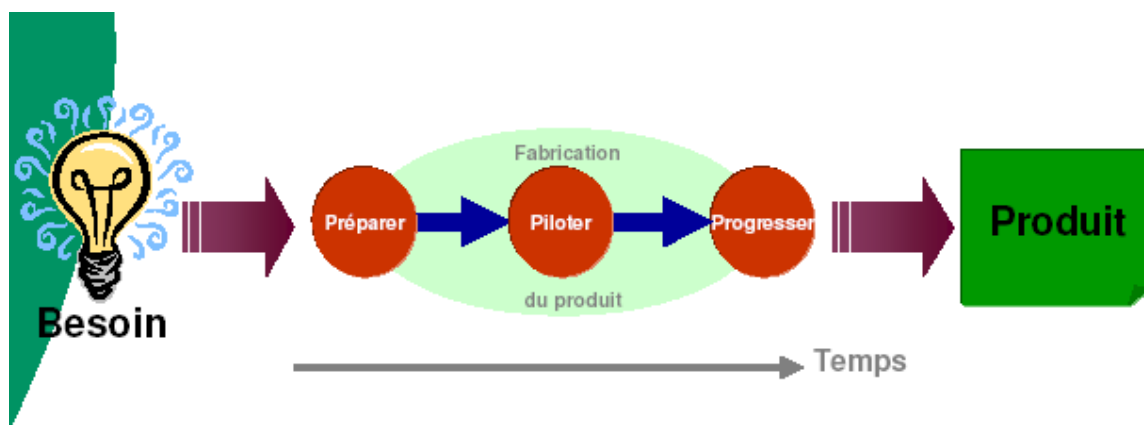 Besoin
Fabrication
Préparer
Piloter
Progresser
du produit
Temps
Produit